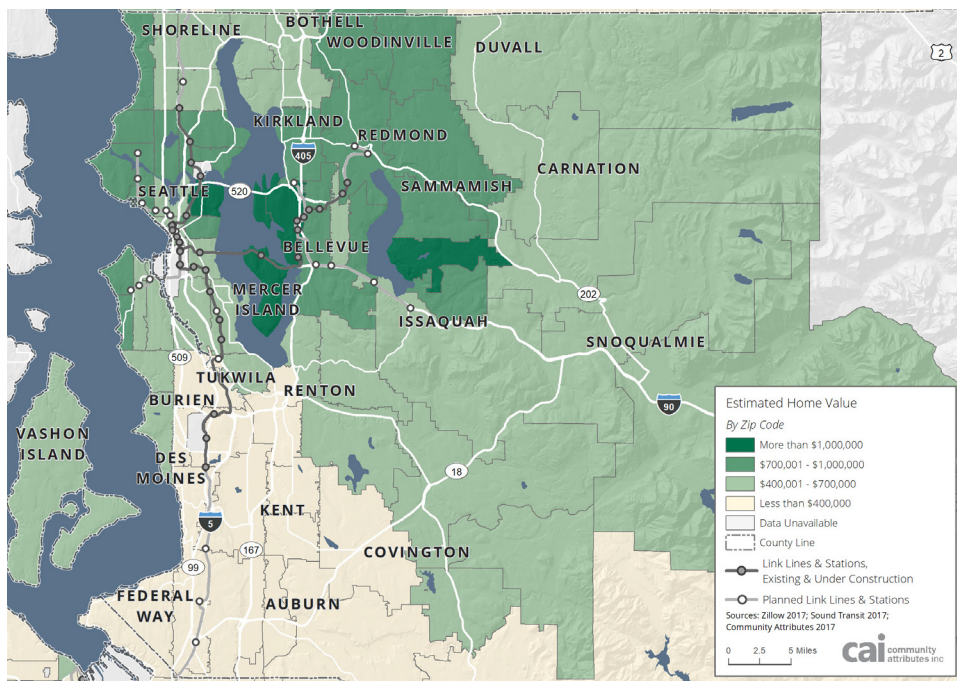 SHORELINE
BOTHELL
WOODINVILLE
DUVALL
2
KIRKLAND
REDMOND
405
CARNATION
SEATTLE
520
SAMMAMISH
BELLEVUE
MERCER
ISLAND
202
ISSAQUAH
SNOQUALMIE
509
TUKWILA
RENTON
BURIEN
90
VASHON
ISLAND
DES
MOINES
18
KENT
5
167
COVINGTON
99
FEDERAL
WAY
AUBURN
Estimated Home Value
By Zip Code
More than $1,000,000
$700,001 - $1,000,000
$400,001 - $700,000
Less than $400,000
Data Unavailable
County Line
Link Lines & Stations,
Existing & Under Construction
Planned Link Lines & Stations
Sources: Zillow 2017; Sound Transit 2017;
Community Attributes 2017
0 2.5 5 Miles
cai community
attributes inc